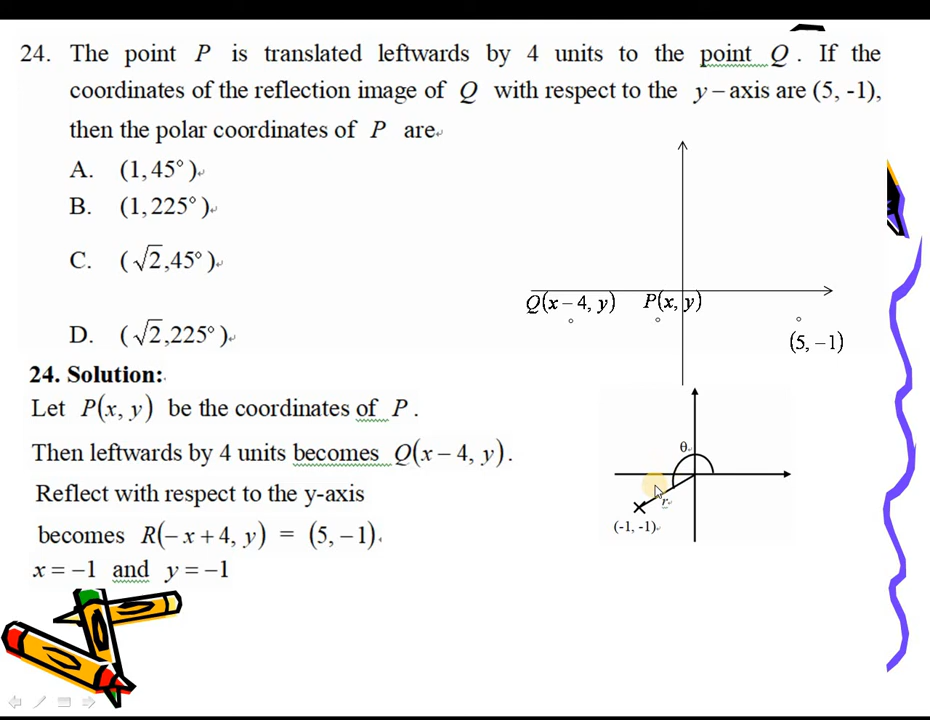 24. The point P is translated leftwards by 4 units to the point Q. If the
coordinates of the reflection image of Q with respect to the y-axis are (5, -1),
then the polar coordinates of P are
A. (1, 45°)
B. (1, 225°)
C. (√2,45°)
D. (√2,225°)
Q(x − 4, y) P(x, y)
(5, −1)
24. Solution:
Let P(x, y) be the coordinates of P.
Then leftwards by 4 units becomes Q(x − 4, y).
Reflect with respect to the y-axis
becomes R(−x + 4, y) = (5, −1).
x = −1 and y = −1
θ
r
(-1, -1)